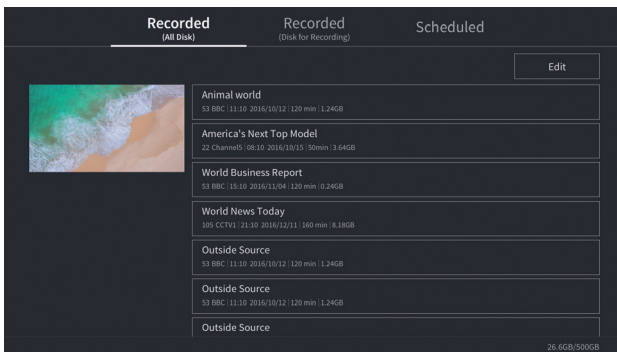 Recorded
(All Disk)
Recorded
(Disk for Recording)
Scheduled
Edit
Animal world
53 BBC | 11:10 2016/10/12 | 120 min | 1.24GB
America's Next Top Model
22 Channel5 | 08:10 2016/10/15 | 50min | 3.64GB
World Business Report
53 BBC | 15:10 2016/11/04 | 120 min | 0.24GB
World News Today
105 CCTV1 | 21:10 2016/12/11 | 160 min | 8.18GB
Outside Source
53 BBC | 11:10 2016/10/12 | 120 min | 1.24GB
Outside Source
53 BBC | 11:10 2016/10/12 | 120 min | 1.24GB
Outside Source
26.6GB/500GB